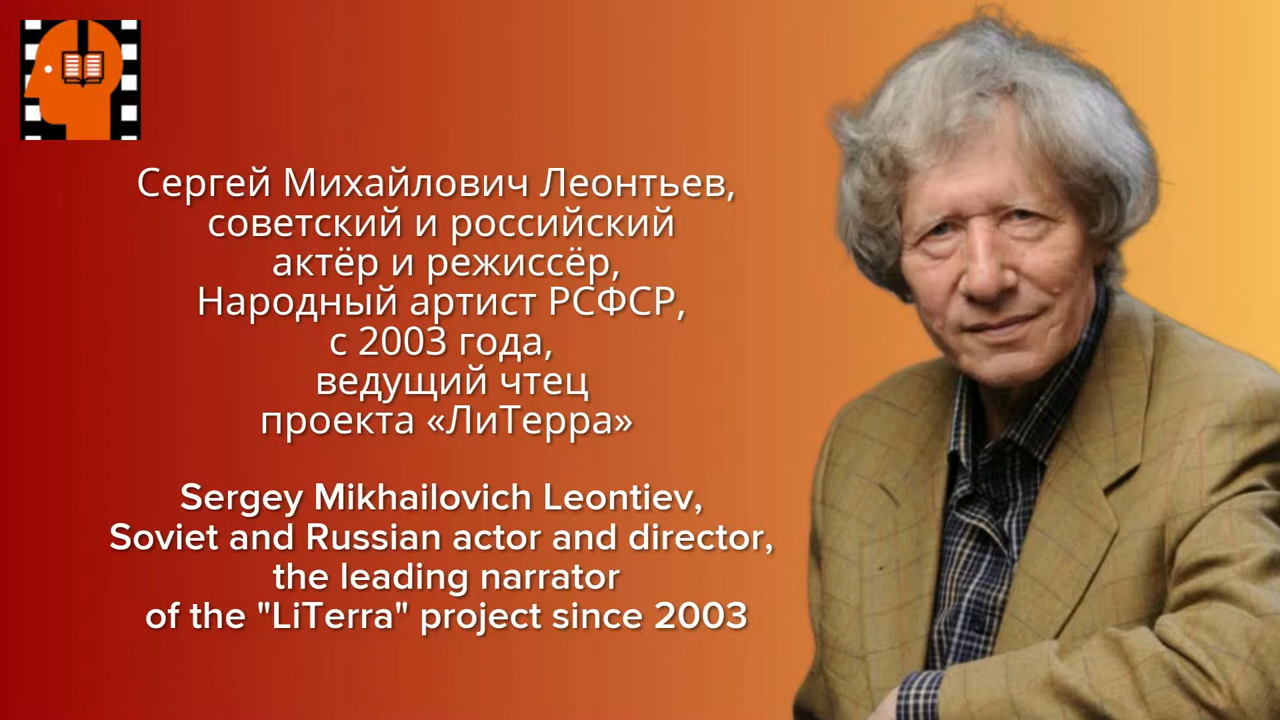 Сергей Михайлович Леонтьев,
советский и российский
актёр и режиссёр,
Народный артист РСФСР,
с 2003 года,
ведущий чтец
проекта «ЛиТерра»
Sergey Mikhailovich Leontiev,
Soviet and Russian actor and director,
the leading narrator
of the "LiTerra" project since 2003